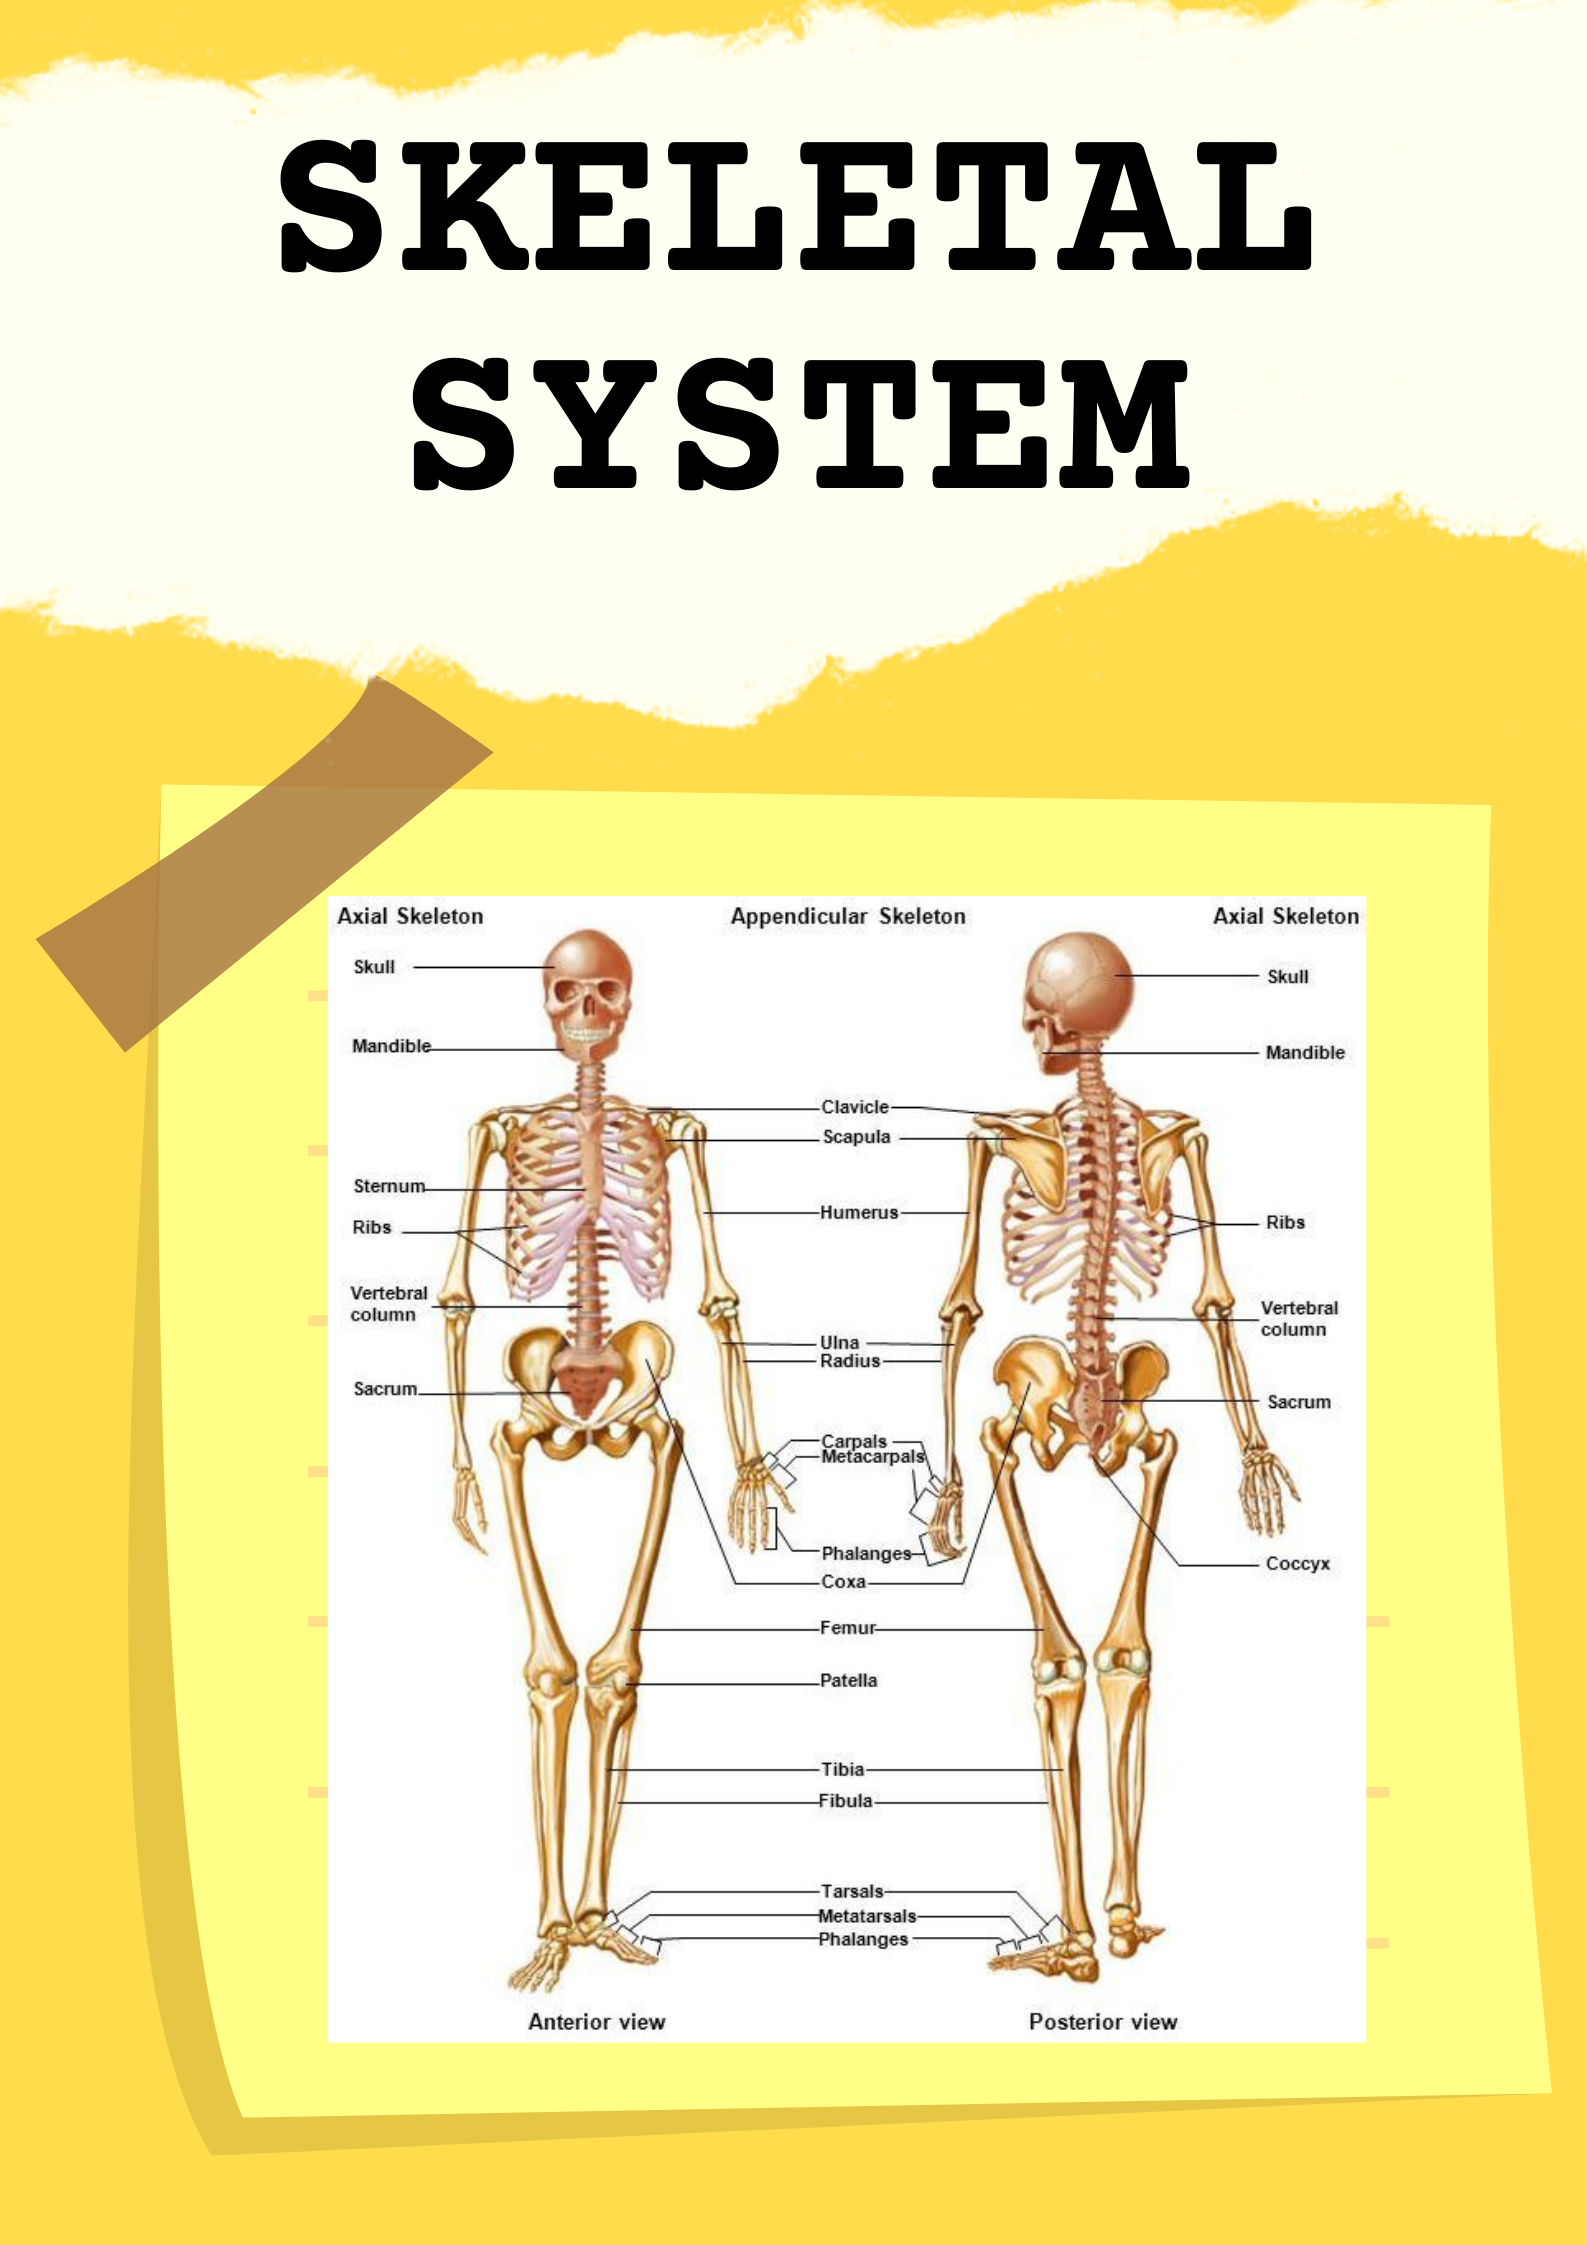 SKELETAL
SYSTEM
Axial Skeleton
Appendicular Skeleton
Axial Skeleton
Skull
Mandible
Sternum
Ribs
Vertebral
column
Sacrum
Clavicle
Scapula
Humerus
Ulna
Radius
Carpals
Metacarpals
Phalanges
Coxa
Femur
Patella
Tibia
Fibula
Tarsals
Metatarsals
Phalanges
Skull
Mandible
Ribs
Vertebral
column
Sacrum
Coccyx
Anterior view
Posterior view